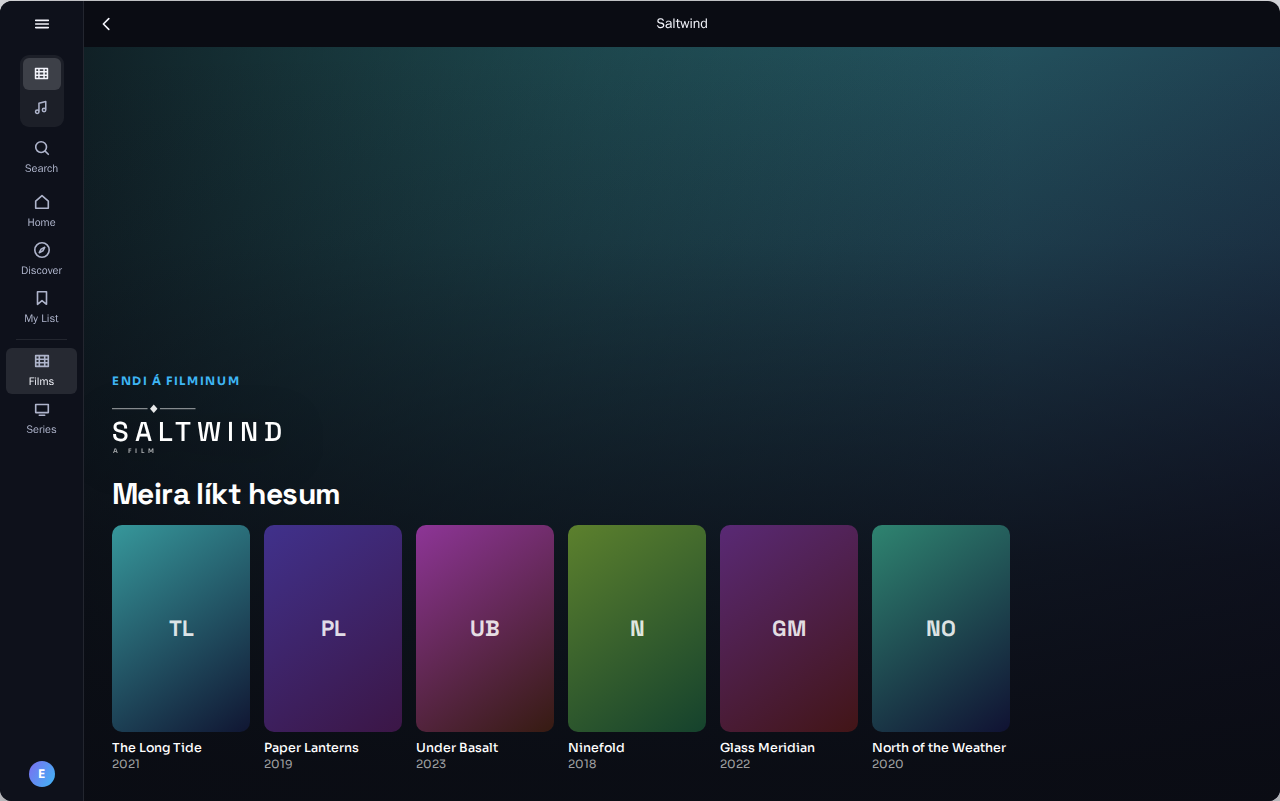 Saltwind
Search
Home
Discover
My List
Films
Series
E
ENDI Á FILMINUM
SALTWIND
A FILM
Meira líkt hesum
TL
PL
UB
N
GM
NO
The Long Tide
2021
Paper Lanterns
2019
Under Basalt
2023
Ninefold
2018
Glass Meridian
2022
North of the Weather
2020